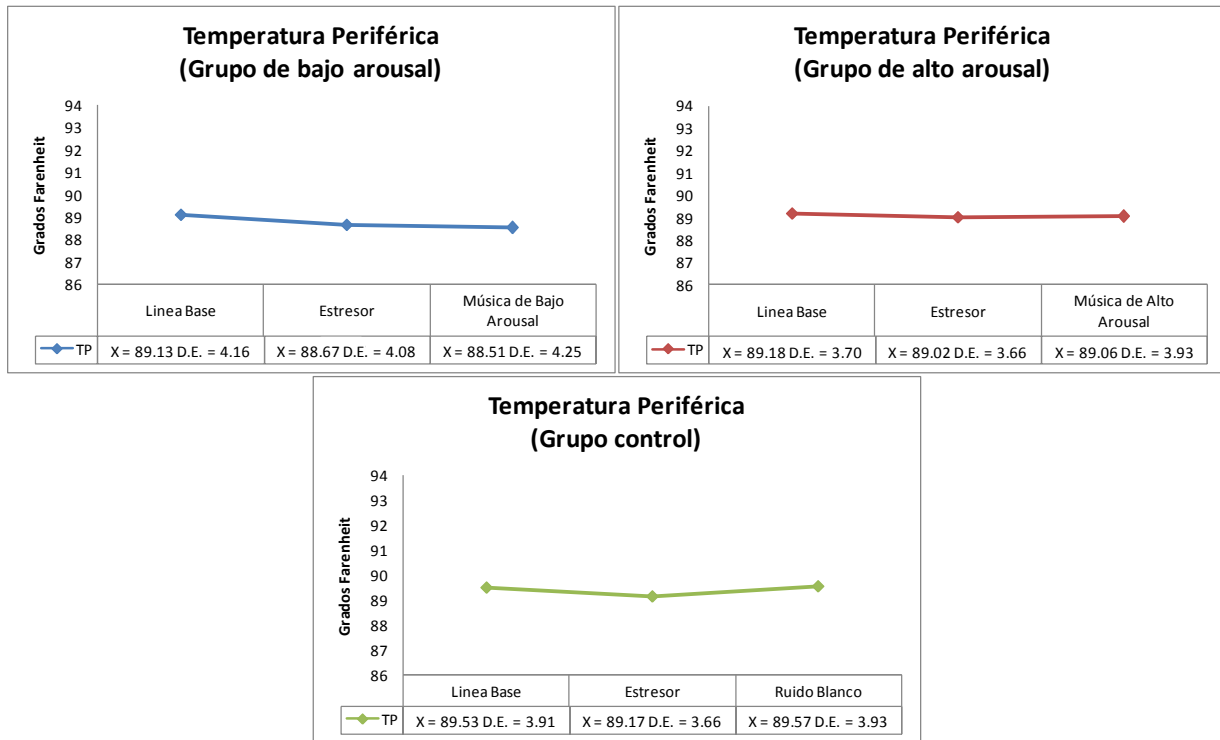 Temperatura Periférica
(Grupo de bajo arousal)
Grados Farenheit
94
93
92
91
90
89
88
87
86
Linea Base Estresor Música de Bajo
Arousal
TP X = 89.13 D.E. = 4.16 X = 88.67 D.E. = 4.08 X = 88.51 D.E. = 4.25
Temperatura Periférica
(Grupo de alto arousal)
Grados Farenheit
94
93
92
91
90
89
88
87
86
Linea Base Estresor Música de Alto
Arousal
TP X = 89.18 D.E. = 3.70 X = 89.02 D.E. = 3.66 X = 89.06 D.E. = 3.93
Temperatura Periférica
(Grupo control)
Grados Farenheit
94
93
92
91
90
89
88
87
86
Linea Base Estresor Ruido Blanco
TP X = 89.53 D.E. = 3.91 X = 89.17 D.E. = 3.66 X = 89.57 D.E. = 3.93